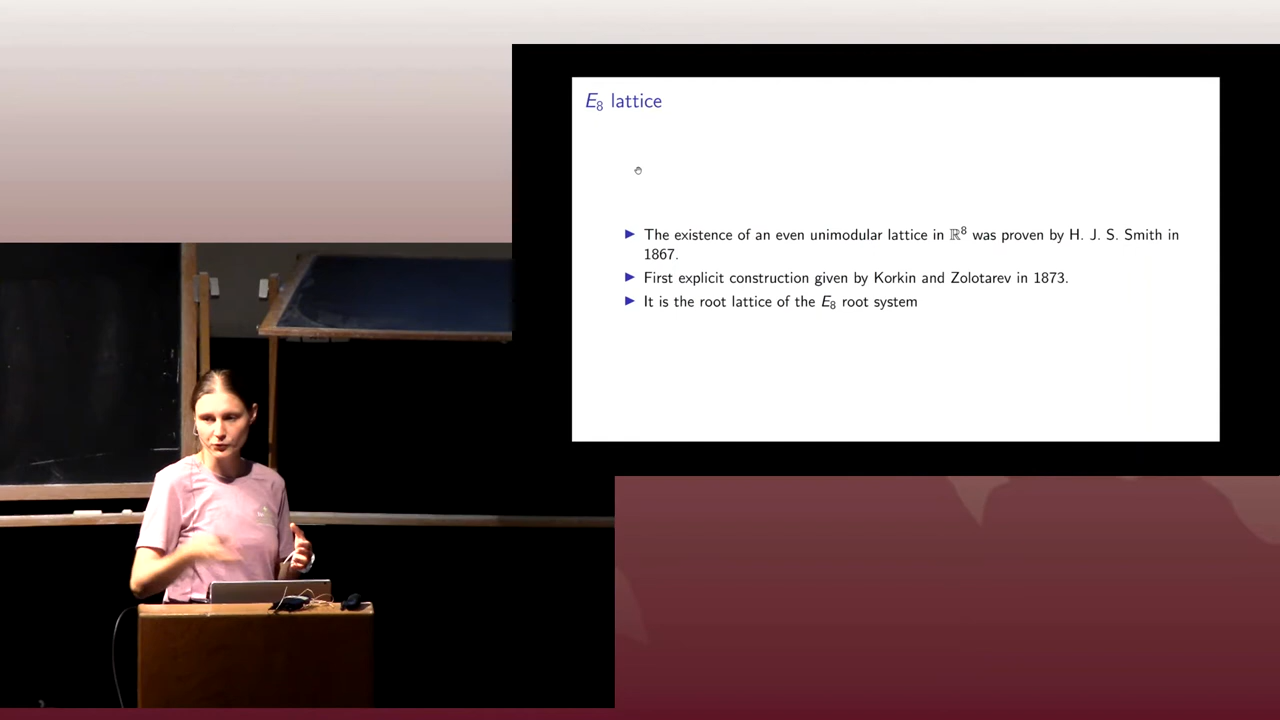 E₈ lattice
The existence of an even unimodular lattice in ℝ⁸ was proven by H. J. S. Smith in
1867.
First explicit construction given by Korkin and Zolotarev in 1873.
It is the root lattice of the E₈ root system